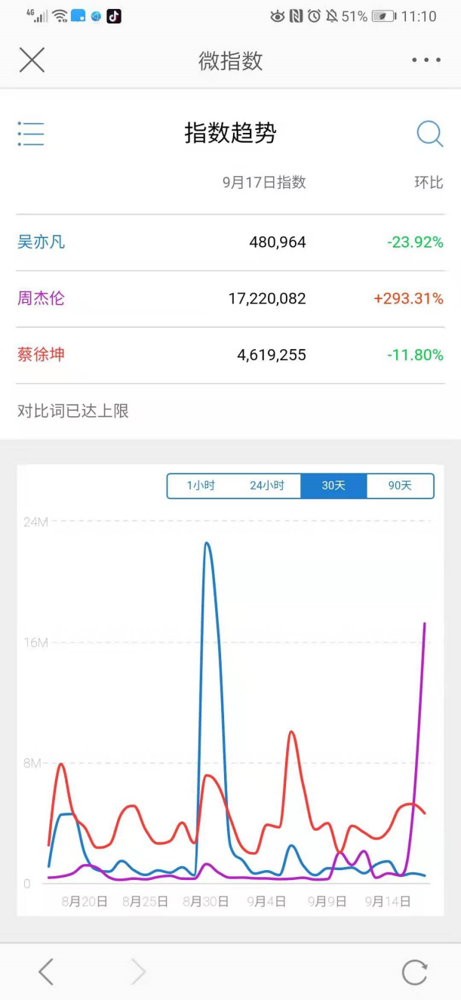 4G 51% 11:10
微指数
指数趋势
9月17日指数 环比
吴亦凡 480,964 -23.92%
周杰伦 17,220,082 +293.31%
蔡徐坤 4,619,255 -11.80%
对比词已达上限
1小时 24小时 30天 90天
24M
16M
8M
0
8月20日 8月25日 8月30日 9月4日 9月9日 9月14日